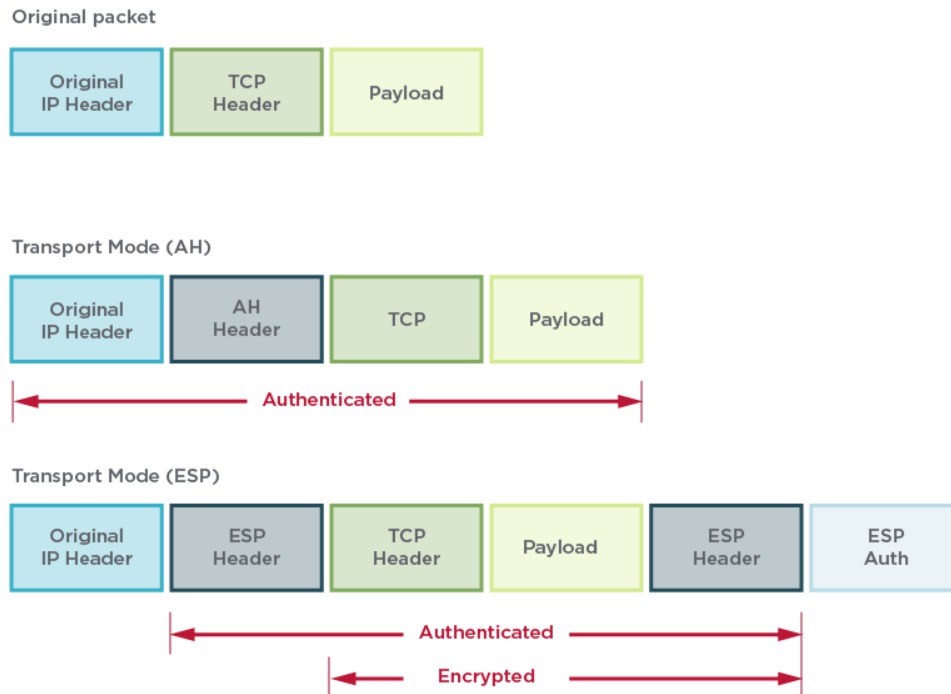 Original packet
Original
IP Header
TCP
Header
Payload
Transport Mode (AH)
Original
IP Header
AH
Header
TCP
Payload
Authenticated
Transport Mode (ESP)
Original
IP Header
ESP
Header
TCP
Header
Payload
ESP
Header
ESP
Auth
Authenticated
Encrypted